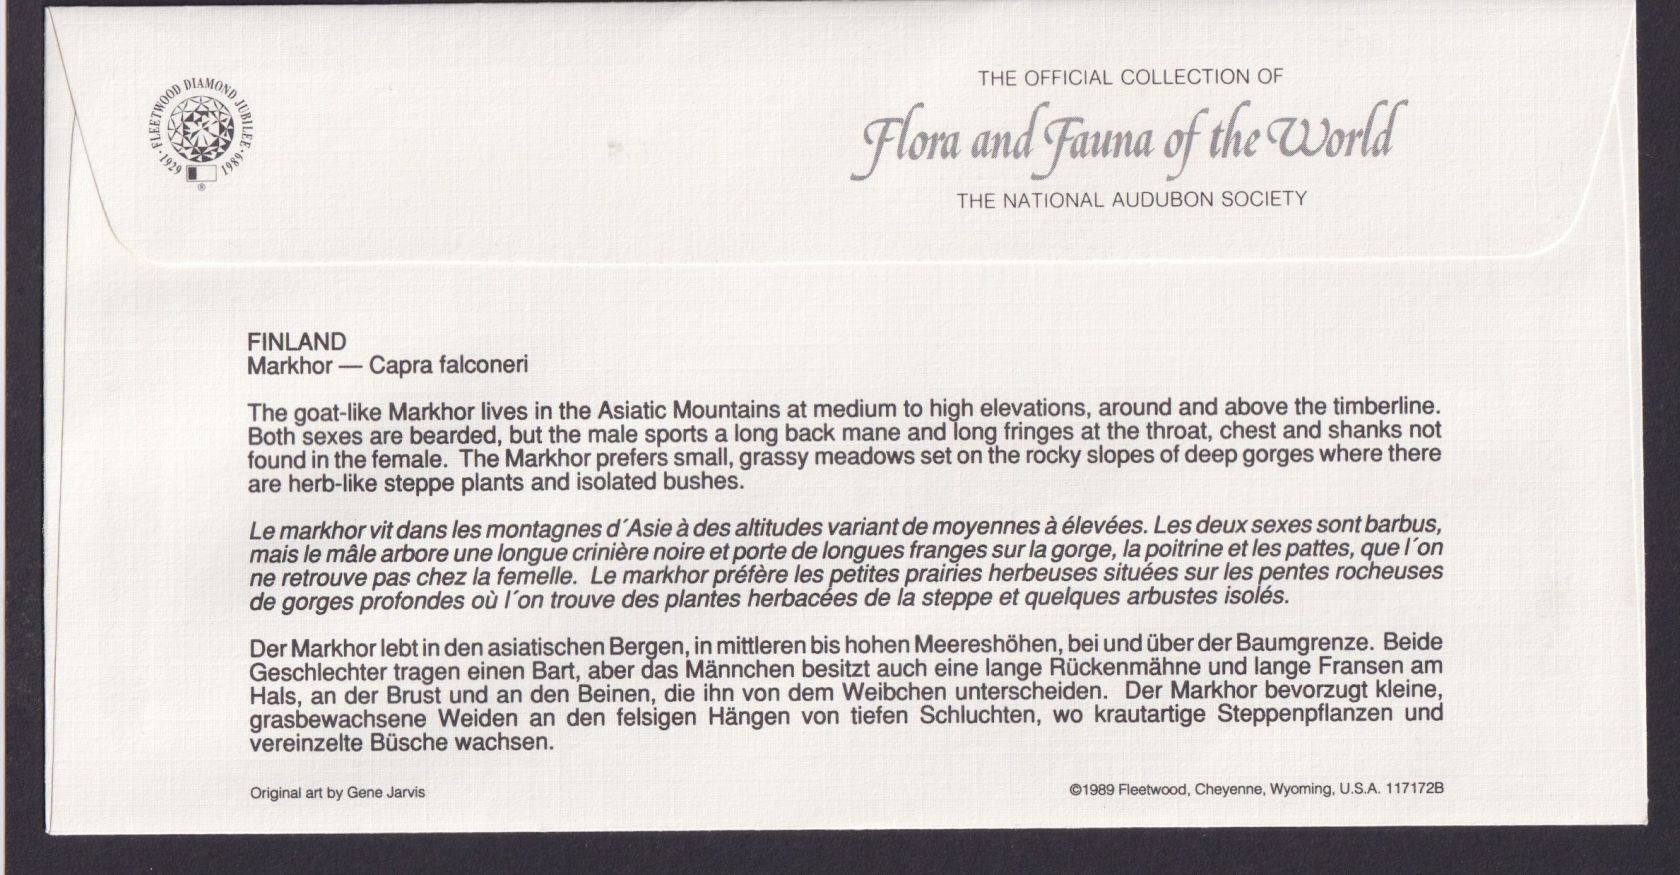 FLEETWOOD DIAMOND JUBILEE · 1929 1989 ·
®
THE OFFICIAL COLLECTION OF
Flora and Fauna of the World
THE NATIONAL AUDUBON SOCIETY
FINLAND
Markhor — Capra falconeri
The goat-like Markhor lives in the Asiatic Mountains at medium to high elevations, around and above the timberline.
Both sexes are bearded, but the male sports a long back mane and long fringes at the throat, chest and shanks not
found in the female. The Markhor prefers small, grassy meadows set on the rocky slopes of deep gorges where there
are herb-like steppe plants and isolated bushes.
Le markhor vit dans les montagnes d´Asie à des altitudes variant de moyennes à élevées. Les deux sexes sont barbus,
mais le mâle arbore une longue crinière noire et porte de longues franges sur la gorge, la poitrine et les pattes, que l´on
ne retrouve pas chez la femelle. Le markhor préfère les petites prairies herbeuses situées sur les pentes rocheuses
de gorges profondes où l´on trouve des plantes herbacées de la steppe et quelques arbustes isolés.
Der Markhor lebt in den asiatischen Bergen, in mittleren bis hohen Meereshöhen, bei und über der Baumgrenze. Beide
Geschlechter tragen einen Bart, aber das Männchen besitzt auch eine lange Rückenmähne und lange Fransen am
Hals, an der Brust und an den Beinen, die ihn von dem Weibchen unterscheiden. Der Markhor bevorzugt kleine,
grasbewachsene Weiden an den felsigen Hängen von tiefen Schluchten, wo krautartige Steppenpflanzen und
vereinzelte Büsche wachsen.
Original art by Gene Jarvis
©1989 Fleetwood, Cheyenne, Wyoming, U.S.A. 117172B